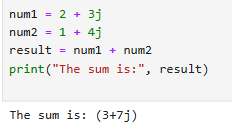 num1 = 2 + 3j
num2 = 1 + 4j
result = num1 + num2
print("The sum is:", result)
The sum is: (3+7j)